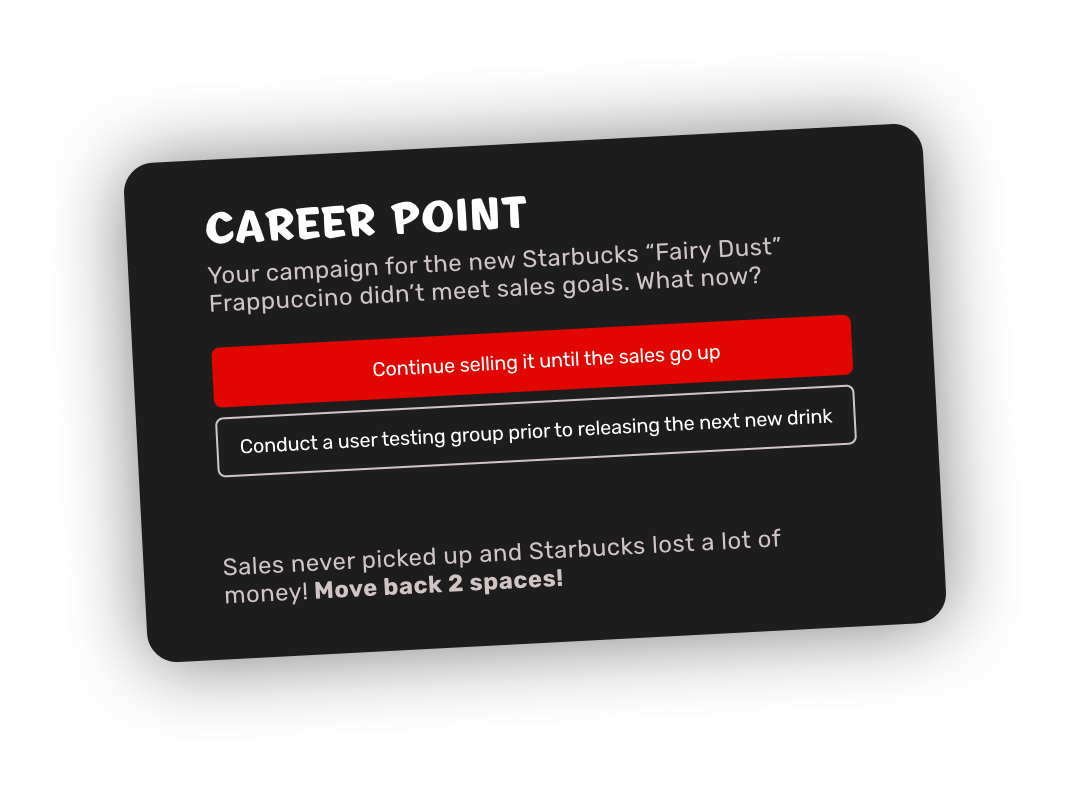 CAREER POINT
Your campaign for the new Starbucks “Fairy Dust”
Frappuccino didn’t meet sales goals. What now?
Continue selling it until the sales go up
Conduct a user testing group prior to releasing the next new drink
Sales never picked up and Starbucks lost a lot of
money! Move back 2 spaces!